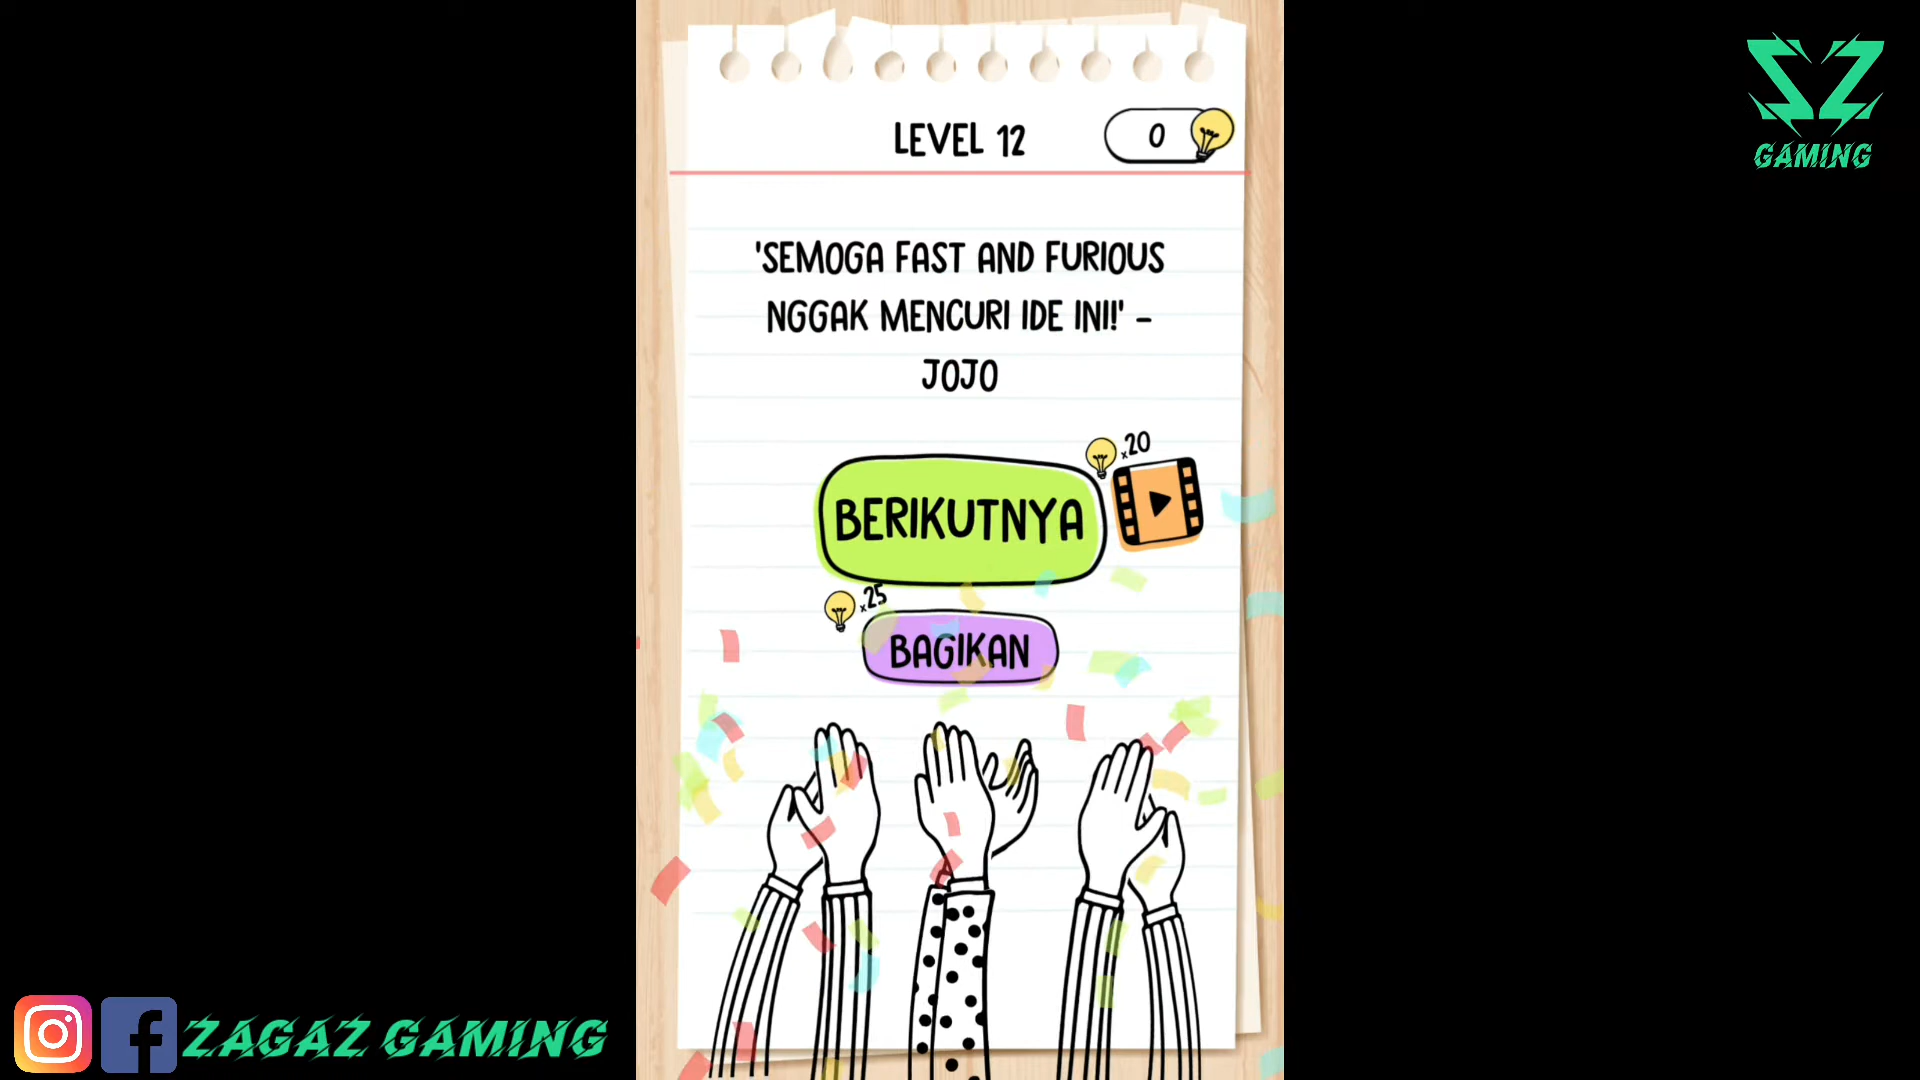 LEVEL 12
0
'SEMOGA FAST AND FURIOUS
NGGAK MENCURI IDE INI!' -
JOJO
x20
BERIKUTNYA
x25
BAGIKAN
ZZ
GAMING
ZAGAZ GAMING